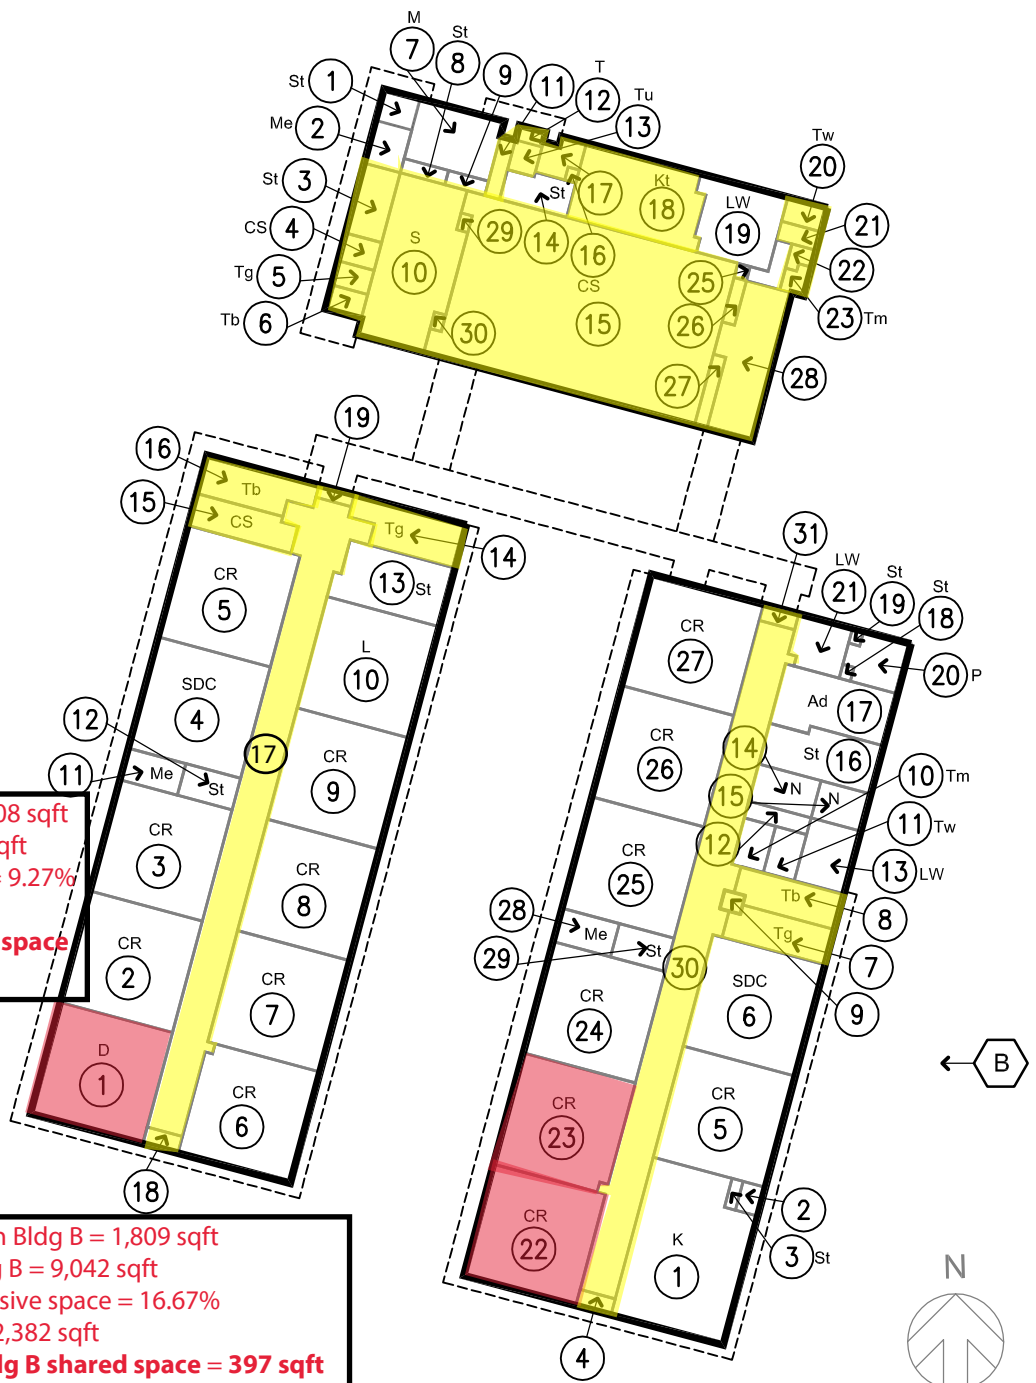 M
7
St
8
9
11
T
12
Tu
13
St
1
Me
2
Tw
20
St
3
17
Kt
18
LW
19
21
CS
4
S
10
29
St
14
16
22
Tg
5
CS
15
25
23
Tm
Tb
6
30
26
27
28
19
16
Tb
15
CS
Tg
14
31
LW
21
St
19
St
18
CR
5
13
St
CR
27
20
P
SDC
4
L
10
Ad
17
12
17
14
St
16
11
Me
St
CR
9
CR
26
15
N
N
10
Tm
08 sqft
qft
= 9.27%
space
CR
3
12
11
Tw
CR
8
CR
25
13
LW
Tb
8
28
Me
CR
2
Tg
7
29
St
30
SDC
6
9
CR
7
CR
24
B
D
1
CR
6
CR
23
CR
5
18
2
CR
22
K
1
3
St
n Bldg B = 1,809 sqft
g B = 9,042 sqft
sive space = 16.67%
2,382 sqft
dg B shared space = 397 sqft
N
4